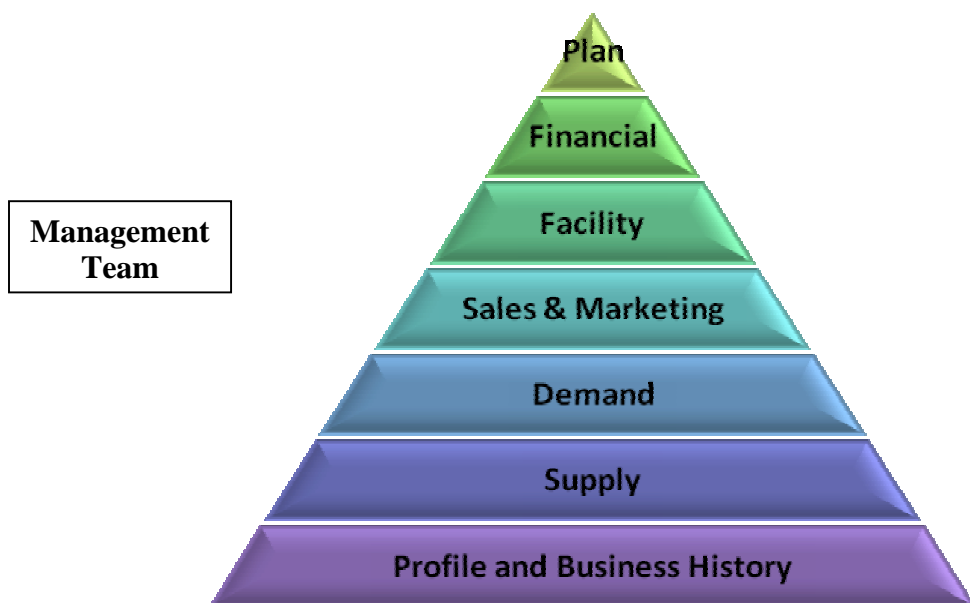 Plan
Financial
Facility
Management
Team
Sales & Marketing
Demand
Supply
Profile and Business History